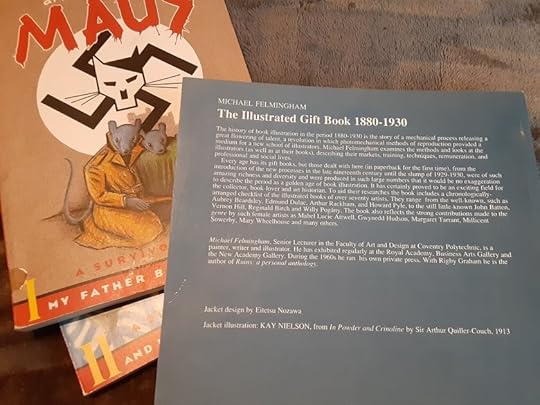 MAUS
A SURVIVO
I MY FATHER B
II AND
MICHAEL FELMINGHAM
The Illustrated Gift Book 1880-1930
The history of book illustration in the period 1880-1930 is the story of a mechanical process releasing a
great flowering of talent, a revolution in which photomechanical methods of reproduction provided a
medium for a new school of illustrators. Michael Felmingham examines the methods and looks at the
illustrators (as well as at their books), describing their markets, training, techniques, remuneration, and
professional and social lives.
Every age has its gift books, but those dealt with here (in paperback for the first time), from the
introduction of the new processes in the late nineteenth century until the slump of 1929-1930, were of such
amazing richness and diversity and were produced in such large numbers that it would be no exageration
to describe the period as a golden age of book illustration. It has certainly proved to be an exciting field for
the collector, book lover and art historian. To aid their researches the book includes a chronologically-
arranged checklist of the illustrated books of over seventy artists. They range from the well-known, such as
Aubrey Beardsley, Edmund Dulac, Arthur Rackham, and Howard Pyle, to the still little known John Batten,
Vernon Hill, Reginald Birch and Willy Pogány. The book also reflects the strong contributions made to the
genre by such female artists as Mabel Lucie Attwell, Gwynedd Hudson, Margaret Tarrant, Millicent
Sowerby, Mary Wheelhouse and many others.
Michael Felmingham, Senior Lecturer in the Faculty of Art and Design at Coventry Polytechnic, is a
painter, writer and illustrator. He has exhibited regularly at the Royal Academy, Business Arts Gallery and
the New Academy Gallery. During the 1960s he ran his own private press. With Rigby Graham he is the
author of Ruins: a personal anthology.
Jacket design by Eitetsu Nozawa
Jacket illustration: KAY NIELSON, from In Powder and Crinoline by Sir Arthur Quiller-Couch, 1913